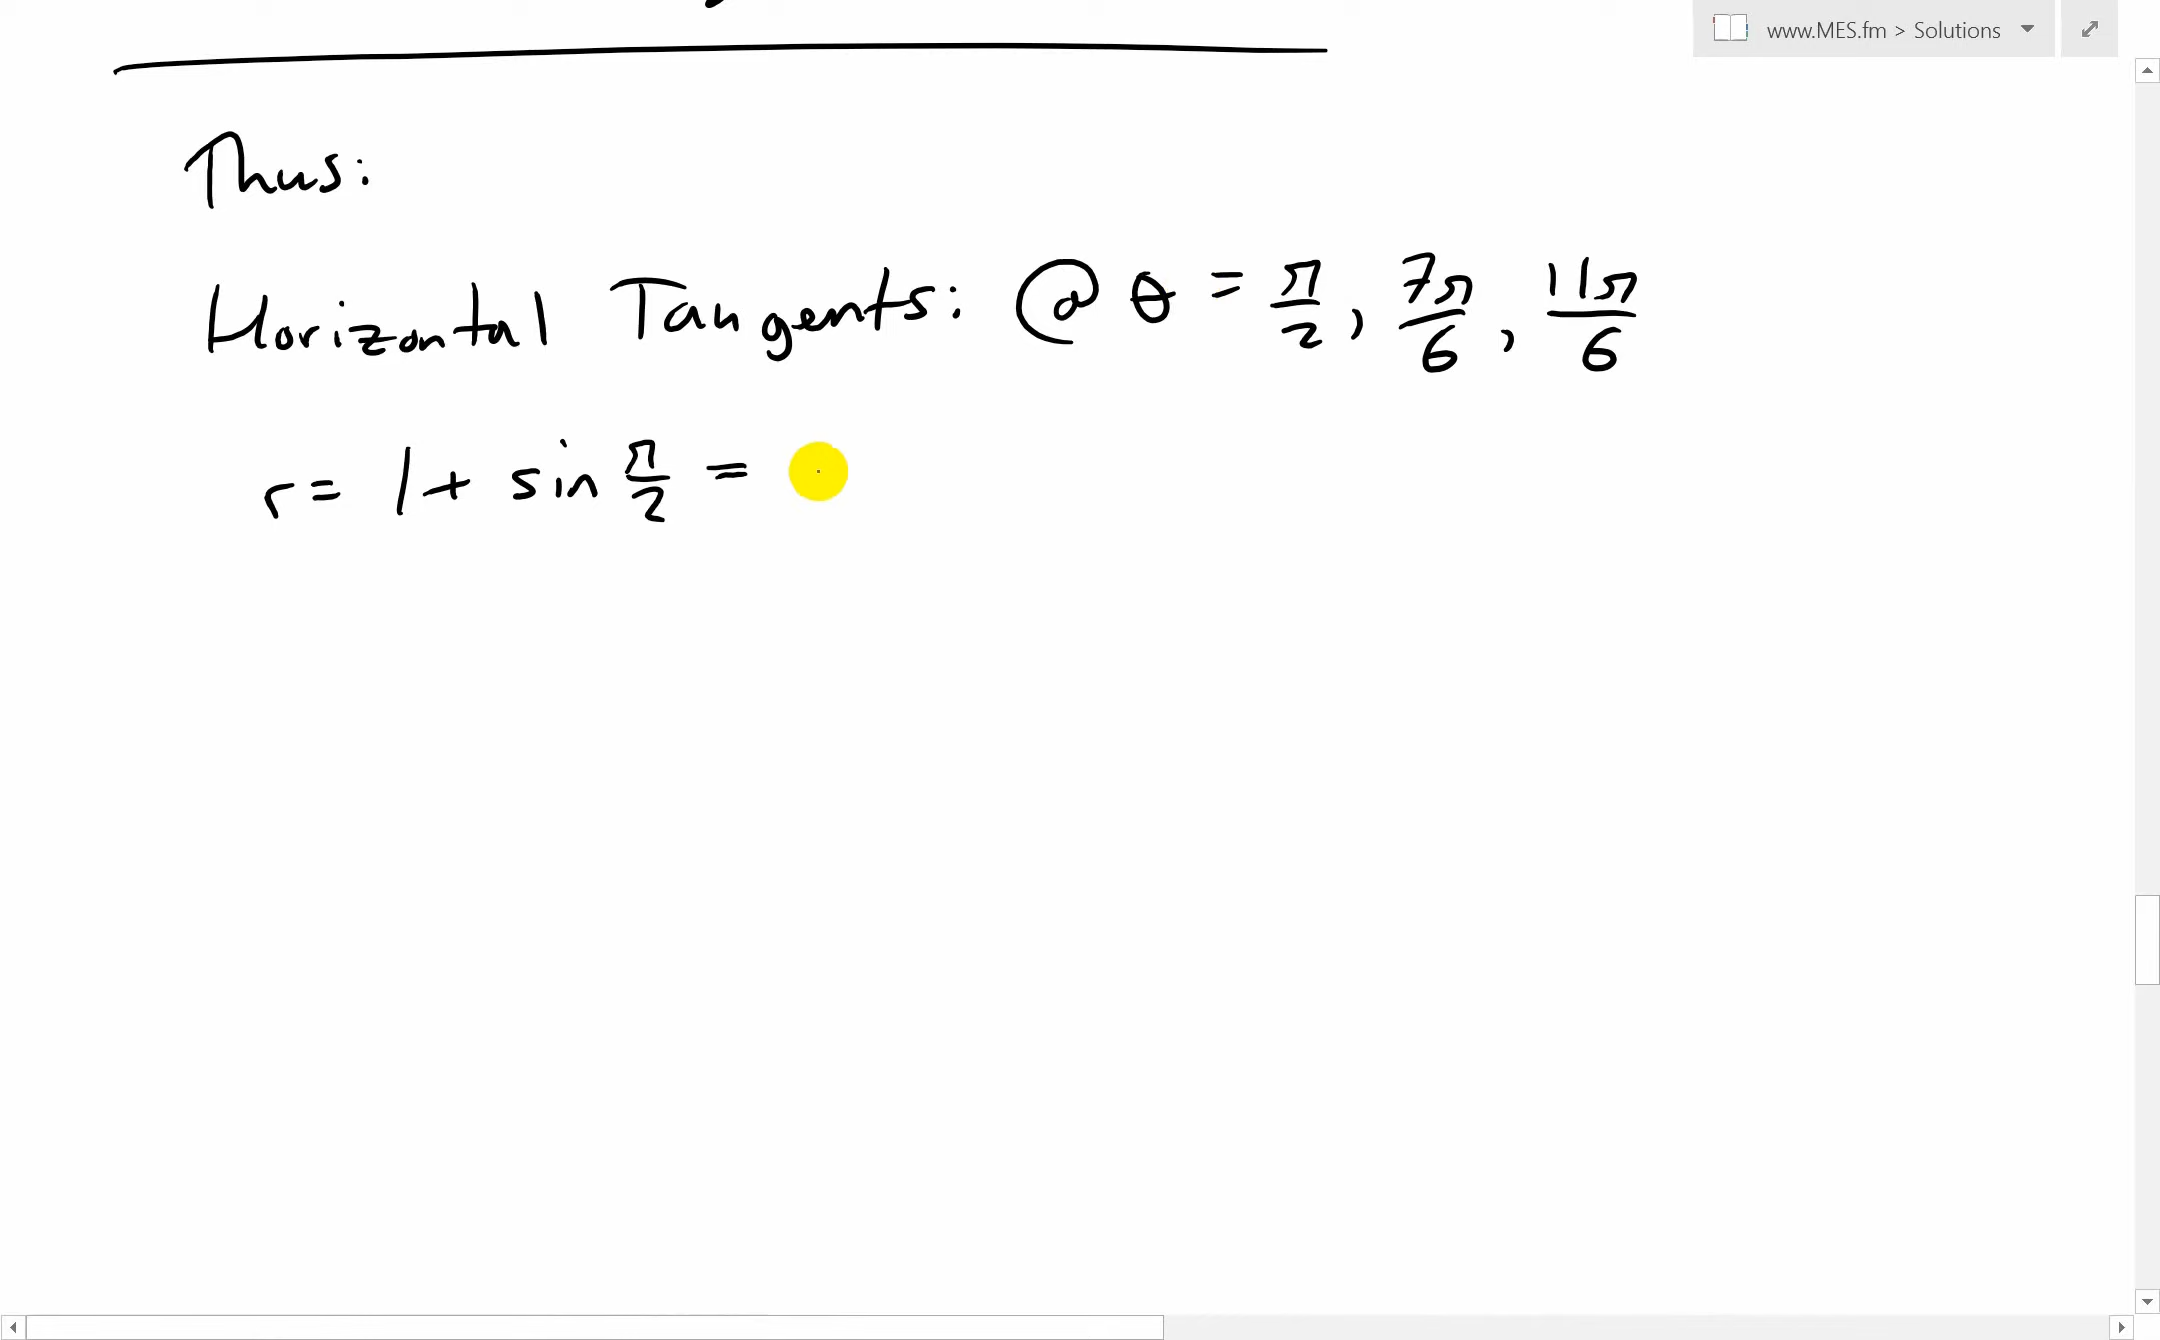 www.MES.fm > Solutions
Thus:
Horizontal Tangents: @ θ = π/2, 7π/6, 11π/6
r = 1 + sin π/2 =